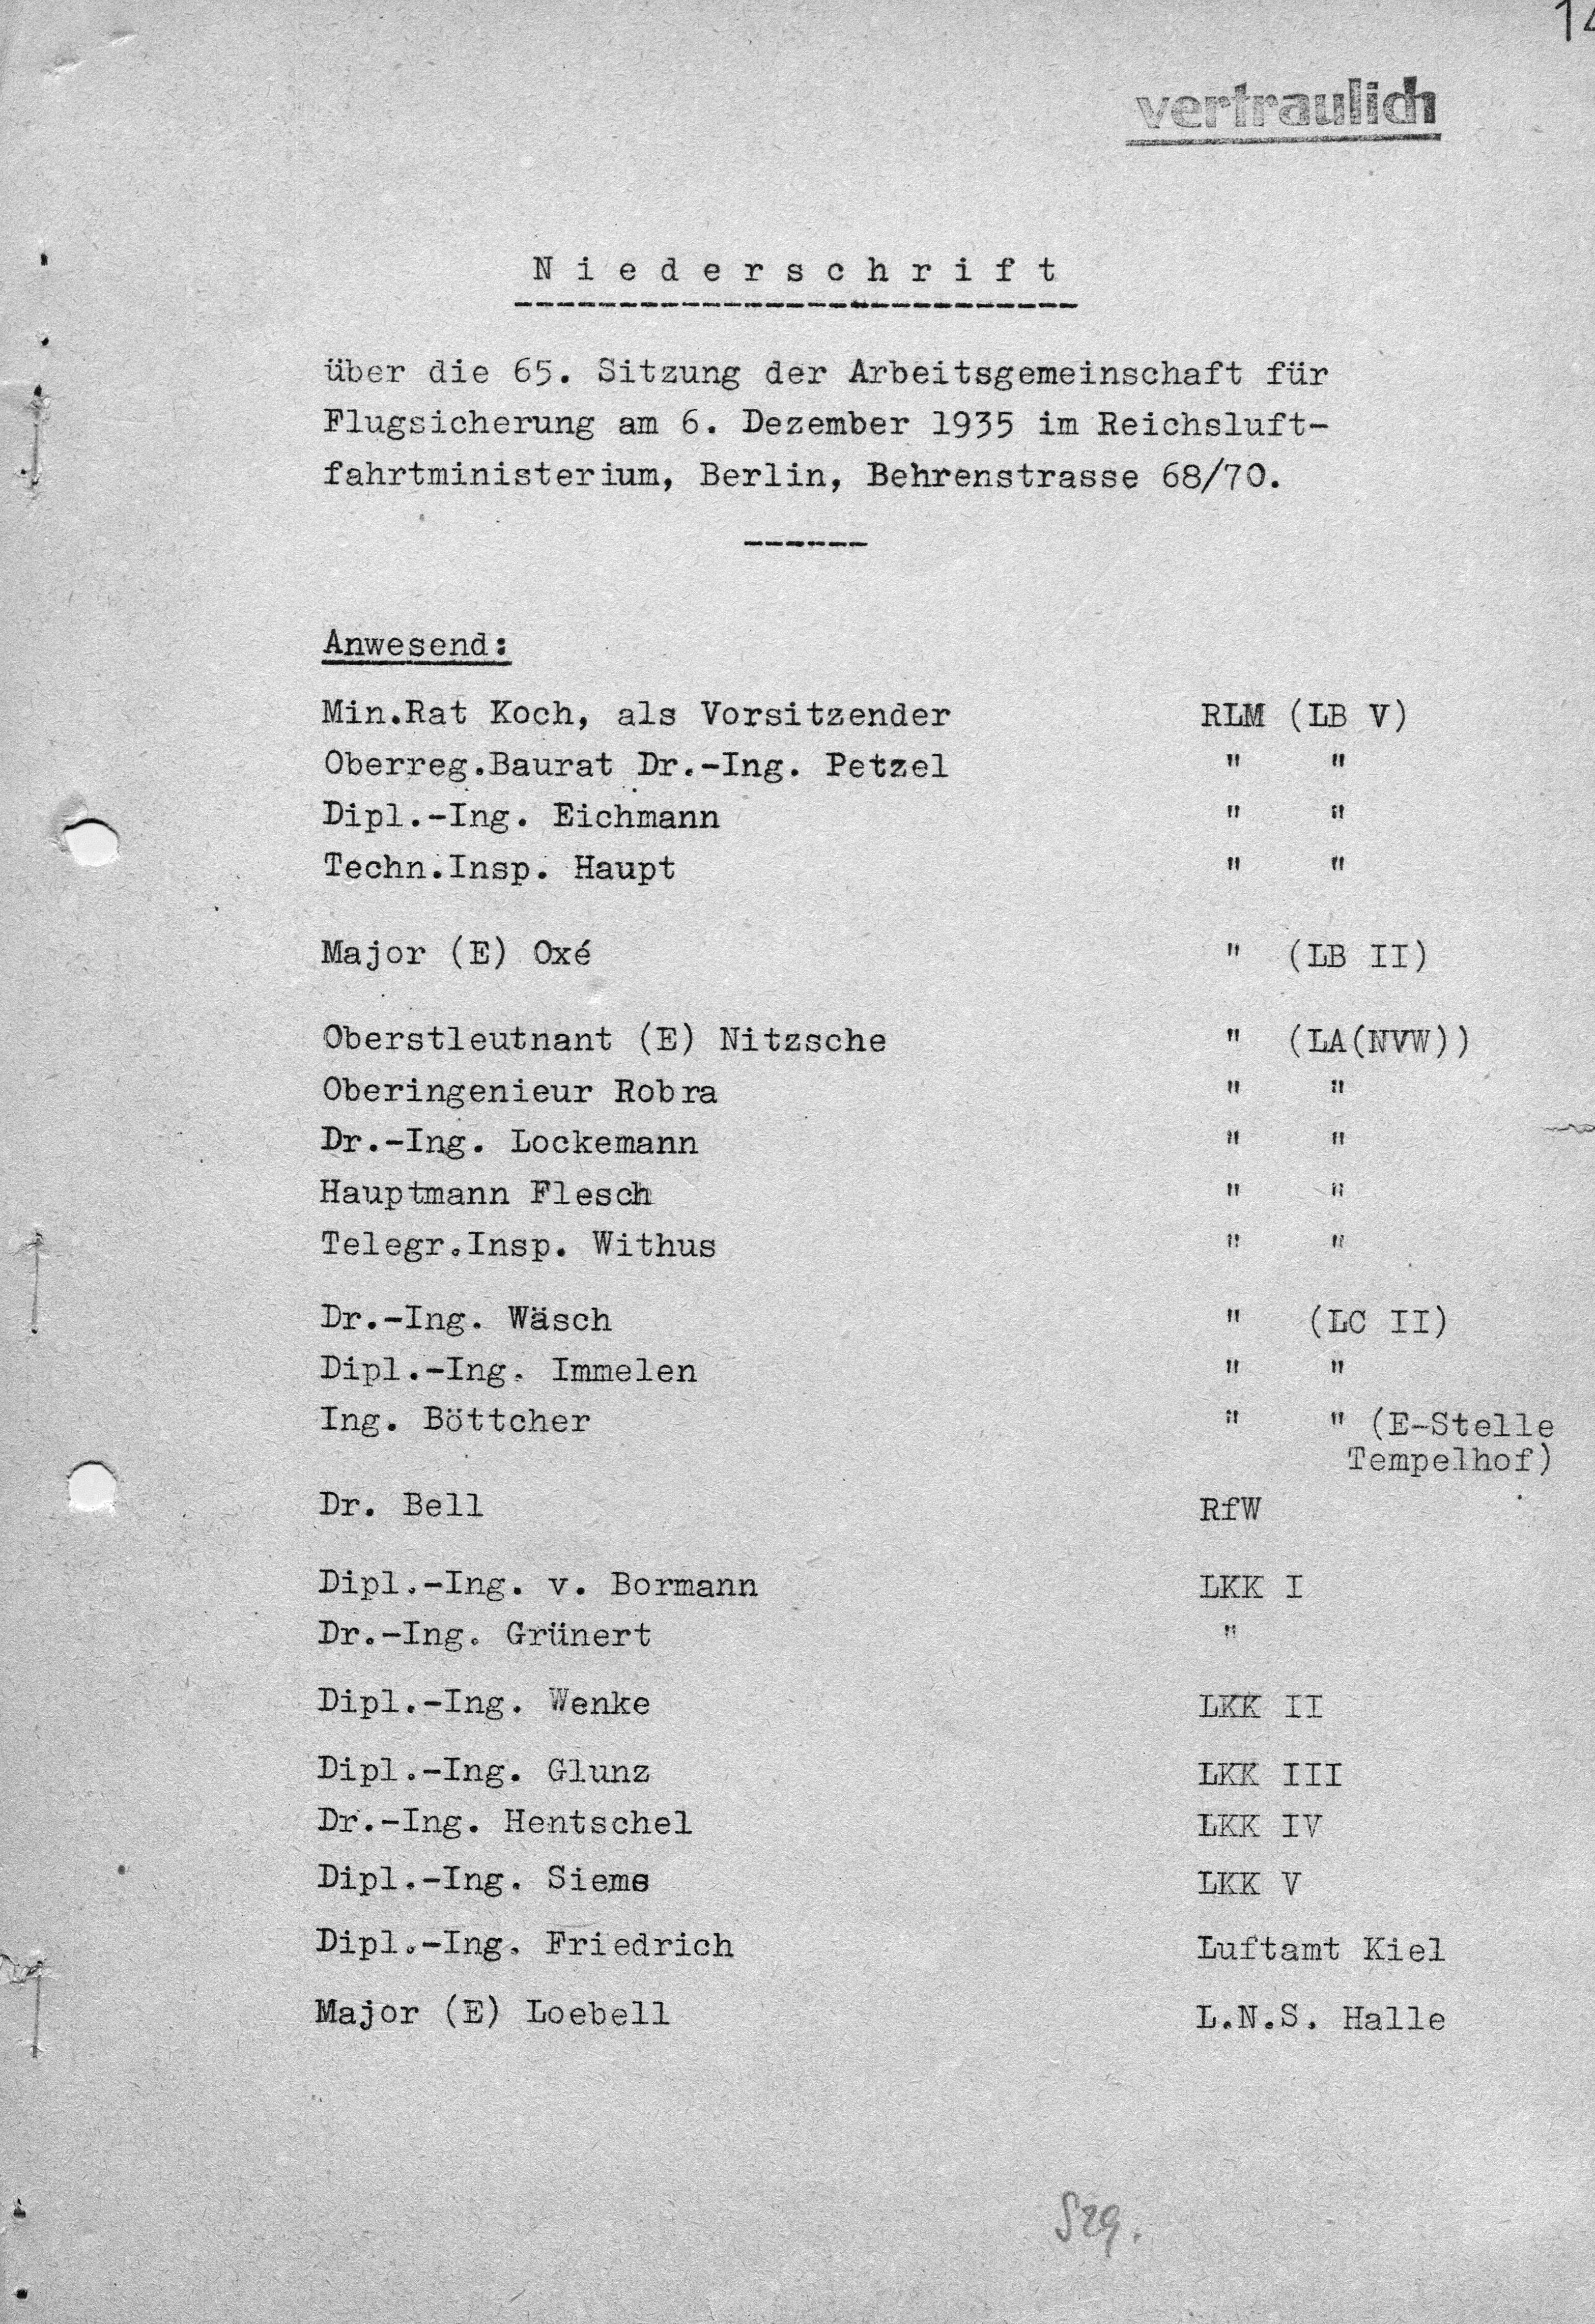 14
vertraulich
Niederschrift
über die 65. Sitzung der Arbeitsgemeinschaft für
Flugsicherung am 6. Dezember 1935 im Reichsluft-
fahrtministerium, Berlin, Behrenstrasse 68/70.
Anwesend:
Min.Rat Koch, als Vorsitzender RLM (LB V)
Oberreg.Baurat Dr.-Ing. Petzel " "
Dipl.-Ing. Eichmann " "
Techn.Insp. Haupt " "
Major (E) Oxé " (LB II)
Oberstleutnant (E) Nitzsche " (LA(NVW))
Oberingenieur Robra " "
Dr.-Ing. Lockemann " "
Hauptmann Flesch " "
Telegr.Insp. Withus " "
Dr.-Ing. Wäsch " (LC II)
Dipl.-Ing. Immelen " "
Ing. Böttcher " " (E-Stelle
Tempelhof)
Dr. Bell RfW
Dipl.-Ing. v. Bormann LKK I
Dr.-Ing. Grünert "
Dipl.-Ing. Wenke LKK II
Dipl.-Ing. Glunz LKK III
Dr.-Ing. Hentschel LKK IV
Dipl.-Ing. Siems LKK V
Dipl.-Ing. Friedrich Luftamt Kiel
Major (E) Loebell L.N.S. Halle